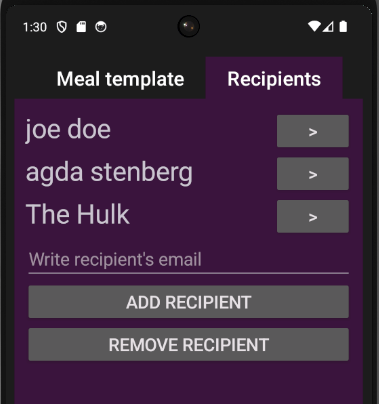 1:30
Meal template
Recipients
joe doe
>
agda stenberg
>
The Hulk
>
Write recipient's email
ADD RECIPIENT
REMOVE RECIPIENT